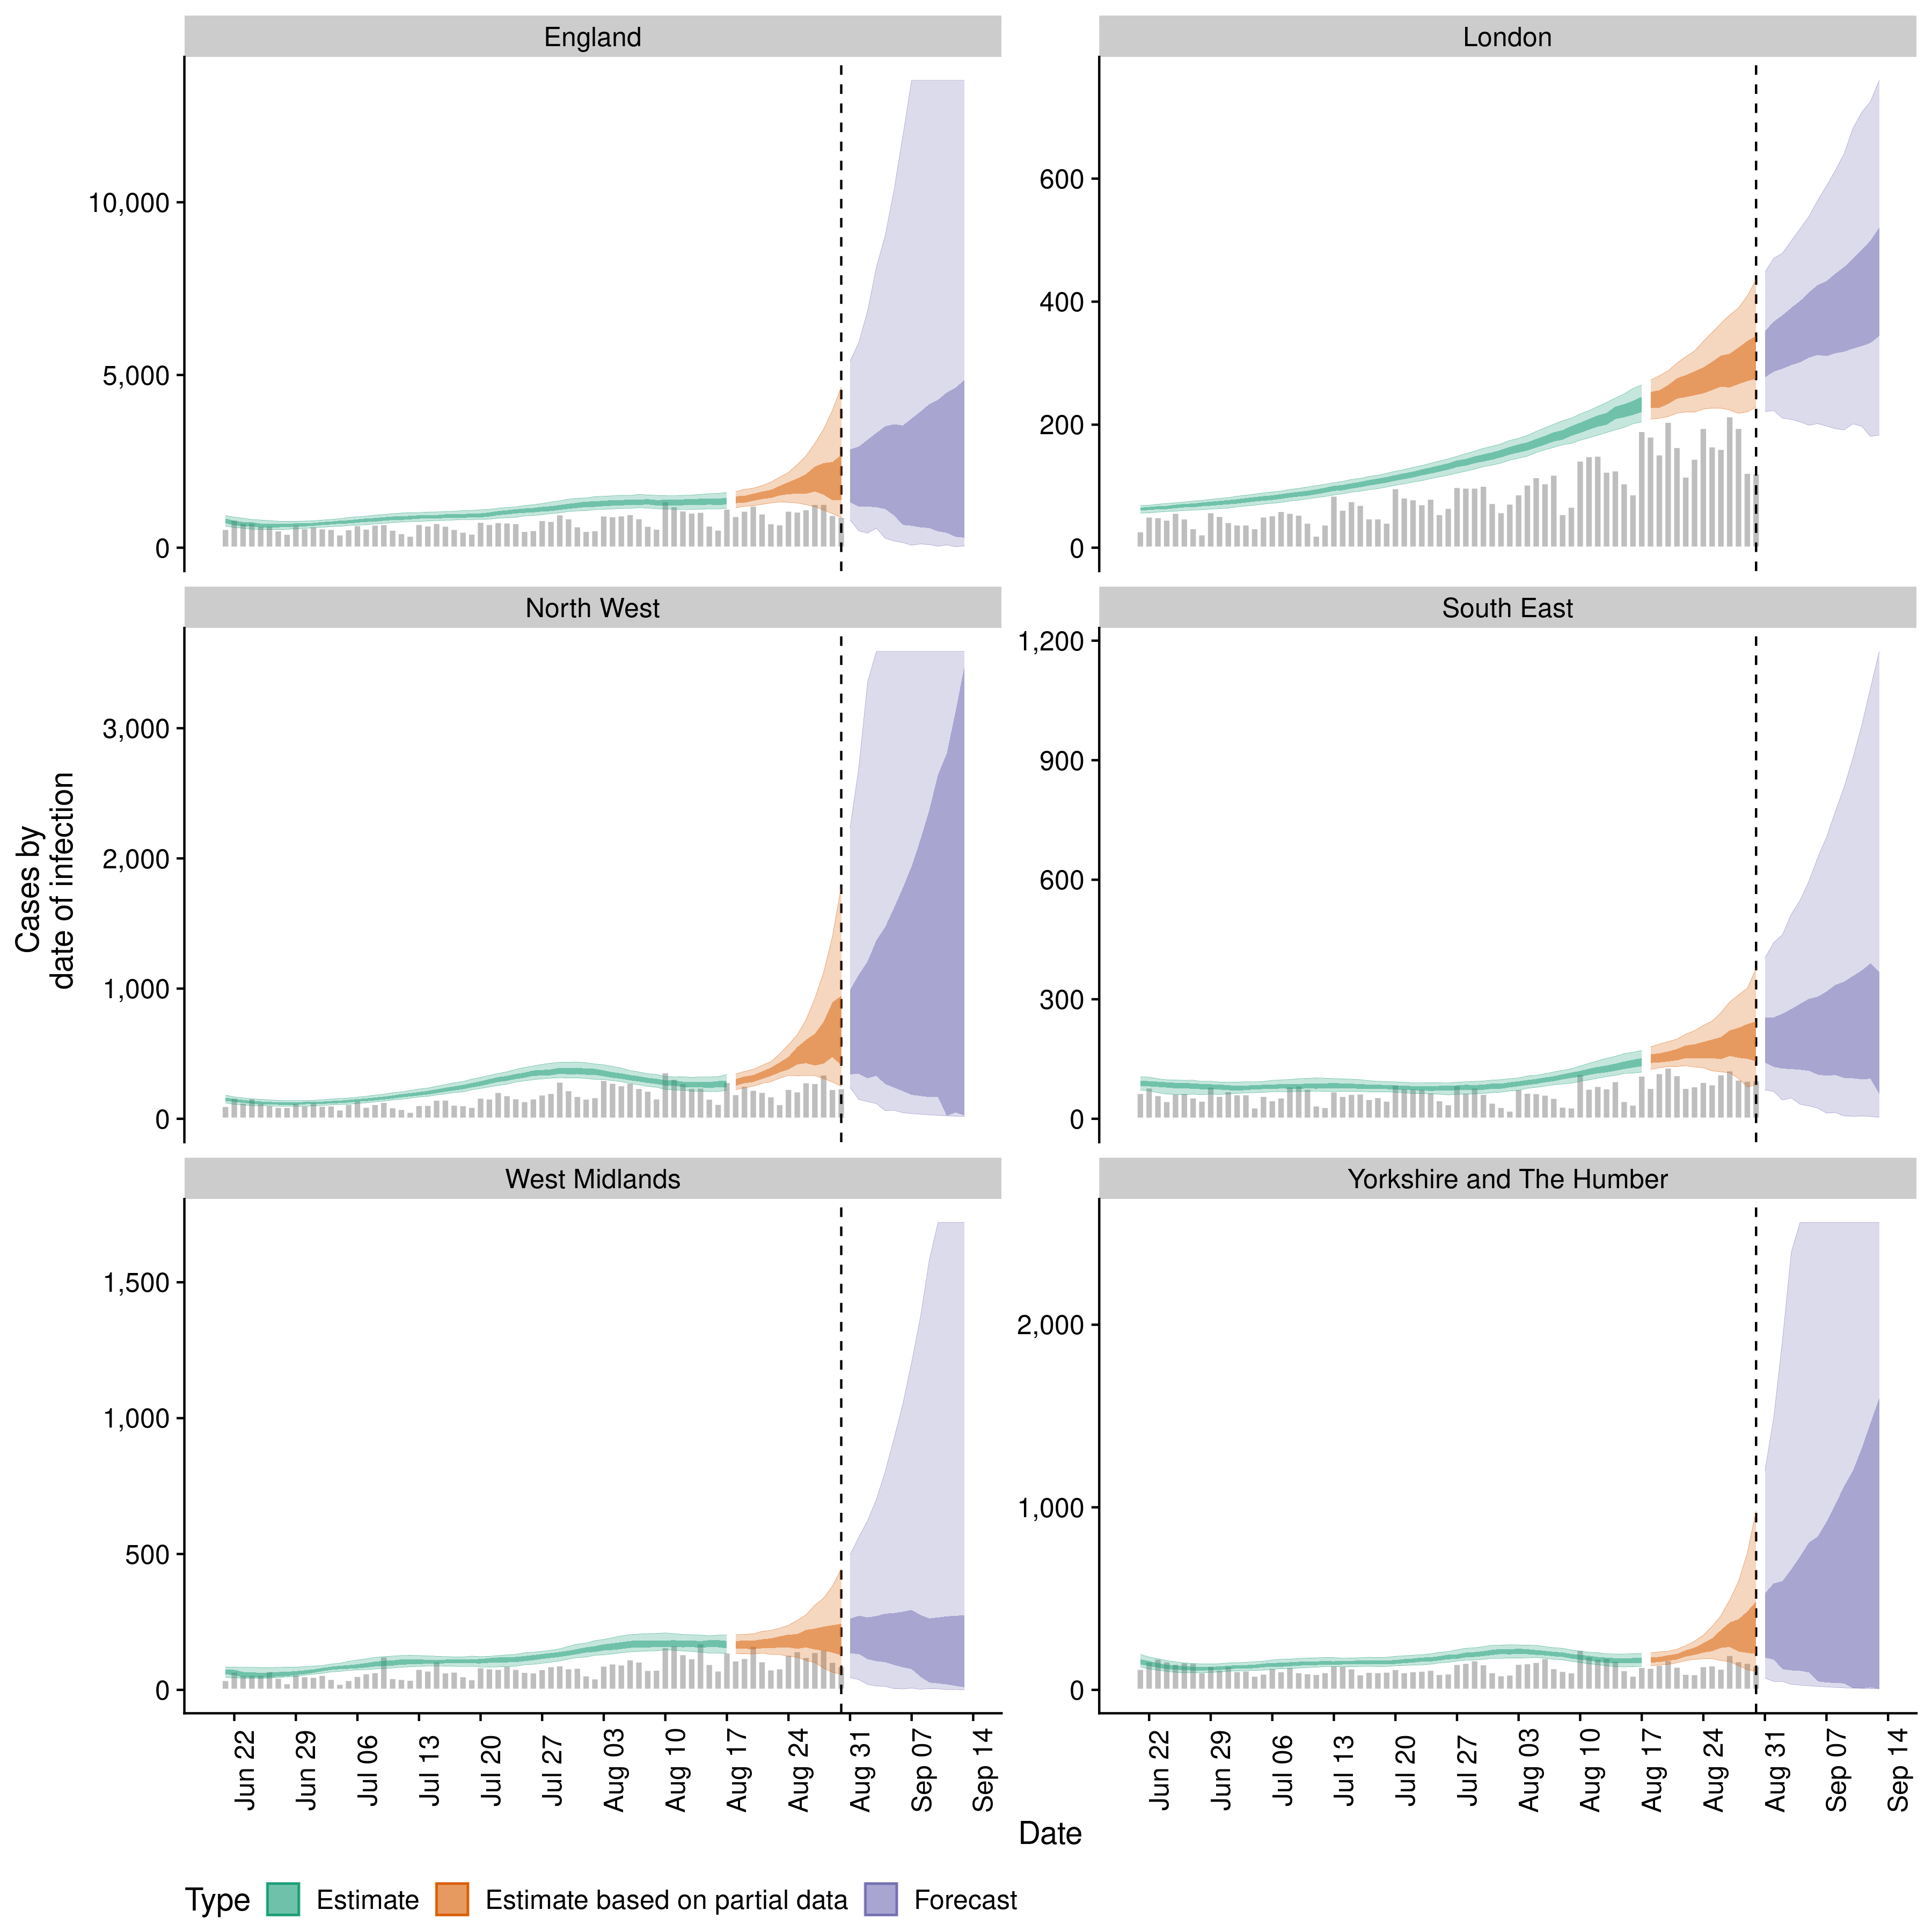 England
London
10,000
5,000
0
600
400
200
0
North West
South East
3,000
2,000
1,000
0
1,200
900
600
300
0
West Midlands
Yorkshire and The Humber
1,500
1,000
500
0
2,000
1,000
0
Cases by
date of infection
Jun 22
Jun 29
Jul 06
Jul 13
Jul 20
Jul 27
Aug 03
Aug 10
Aug 17
Aug 24
Aug 31
Sep 07
Sep 14
Jun 22
Jun 29
Jul 06
Jul 13
Jul 20
Jul 27
Aug 03
Aug 10
Aug 17
Aug 24
Aug 31
Sep 07
Sep 14
Date
Type Estimate Estimate based on partial data Forecast